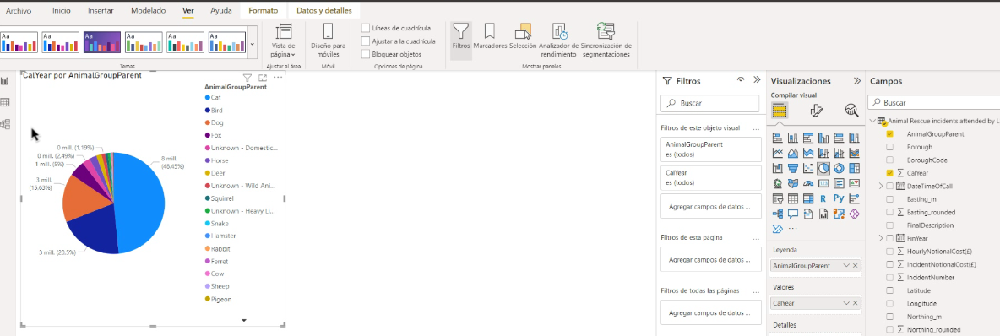 Archivo Inicio Insertar Modelado Ver Ayuda Formato Datos y detalles
Aa Aa Aa Aa Aa Aa
Temas
Vista de
página
Ajustar al área
Diseño para
móviles
Móvil
Líneas de cuadrícula
Ajustar a la cuadrícula
Bloquear objetos
Opciones de página
Filtros
Marcadores
Selección
Analizador de
rendimiento
Sincronización de
segmentaciones
Mostrar paneles
CalYear por AnimalGroupParent
AnimalGroupParent
Cat
Bird
Dog
Fox
Unknown - Domestic...
Horse
Deer
Unknown - Wild Ani...
Squirrel
Unknown - Heavy Li...
Snake
Hamster
Rabbit
Ferret
Cow
Sheep
Pigeon
0 mill. (1.19%)
0 mill. (2,49%)
1 mill. (5%)
3 mill.
(15.63%)
3 mill. (20.5%)
8 mill.
(48.45%)
Filtros
Buscar
Filtros de este objeto visual ...
AnimalGroupParent
es (todos)
CalYear
es (todos)
Agregar campos de datos ...
Filtros de esta página ...
Agregar campos de datos ...
Filtros de todas las páginas ...
Agregar campos de datos ...
Visualizaciones
Compilar visual
123
R Py
...
Leyenda
AnimalGroupParent
Valores
CalYear
Detalles
Campos
Buscar
Animal Rescue incidents attended by L
AnimalGroupParent
Borough
BoroughCode
CalYear
DateTimeOfCall
Easting_m
Easting_rounded
FinalDescription
FinYear
HourlyNotionalCost(£)
IncidentNotionalCost(£)
IncidentNumber
Latitude
Longitude
Northing_m
Northing_rounded